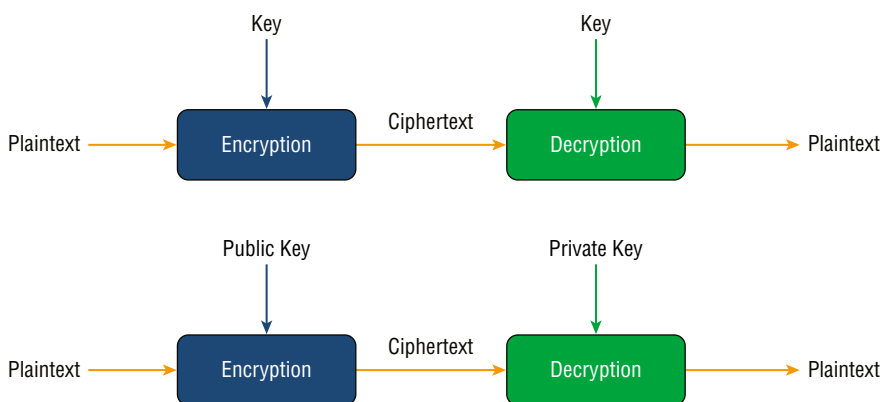 Key
Key
Plaintext
Encryption
Ciphertext
Decryption
Plaintext
Public Key
Private Key
Plaintext
Encryption
Ciphertext
Decryption
Plaintext